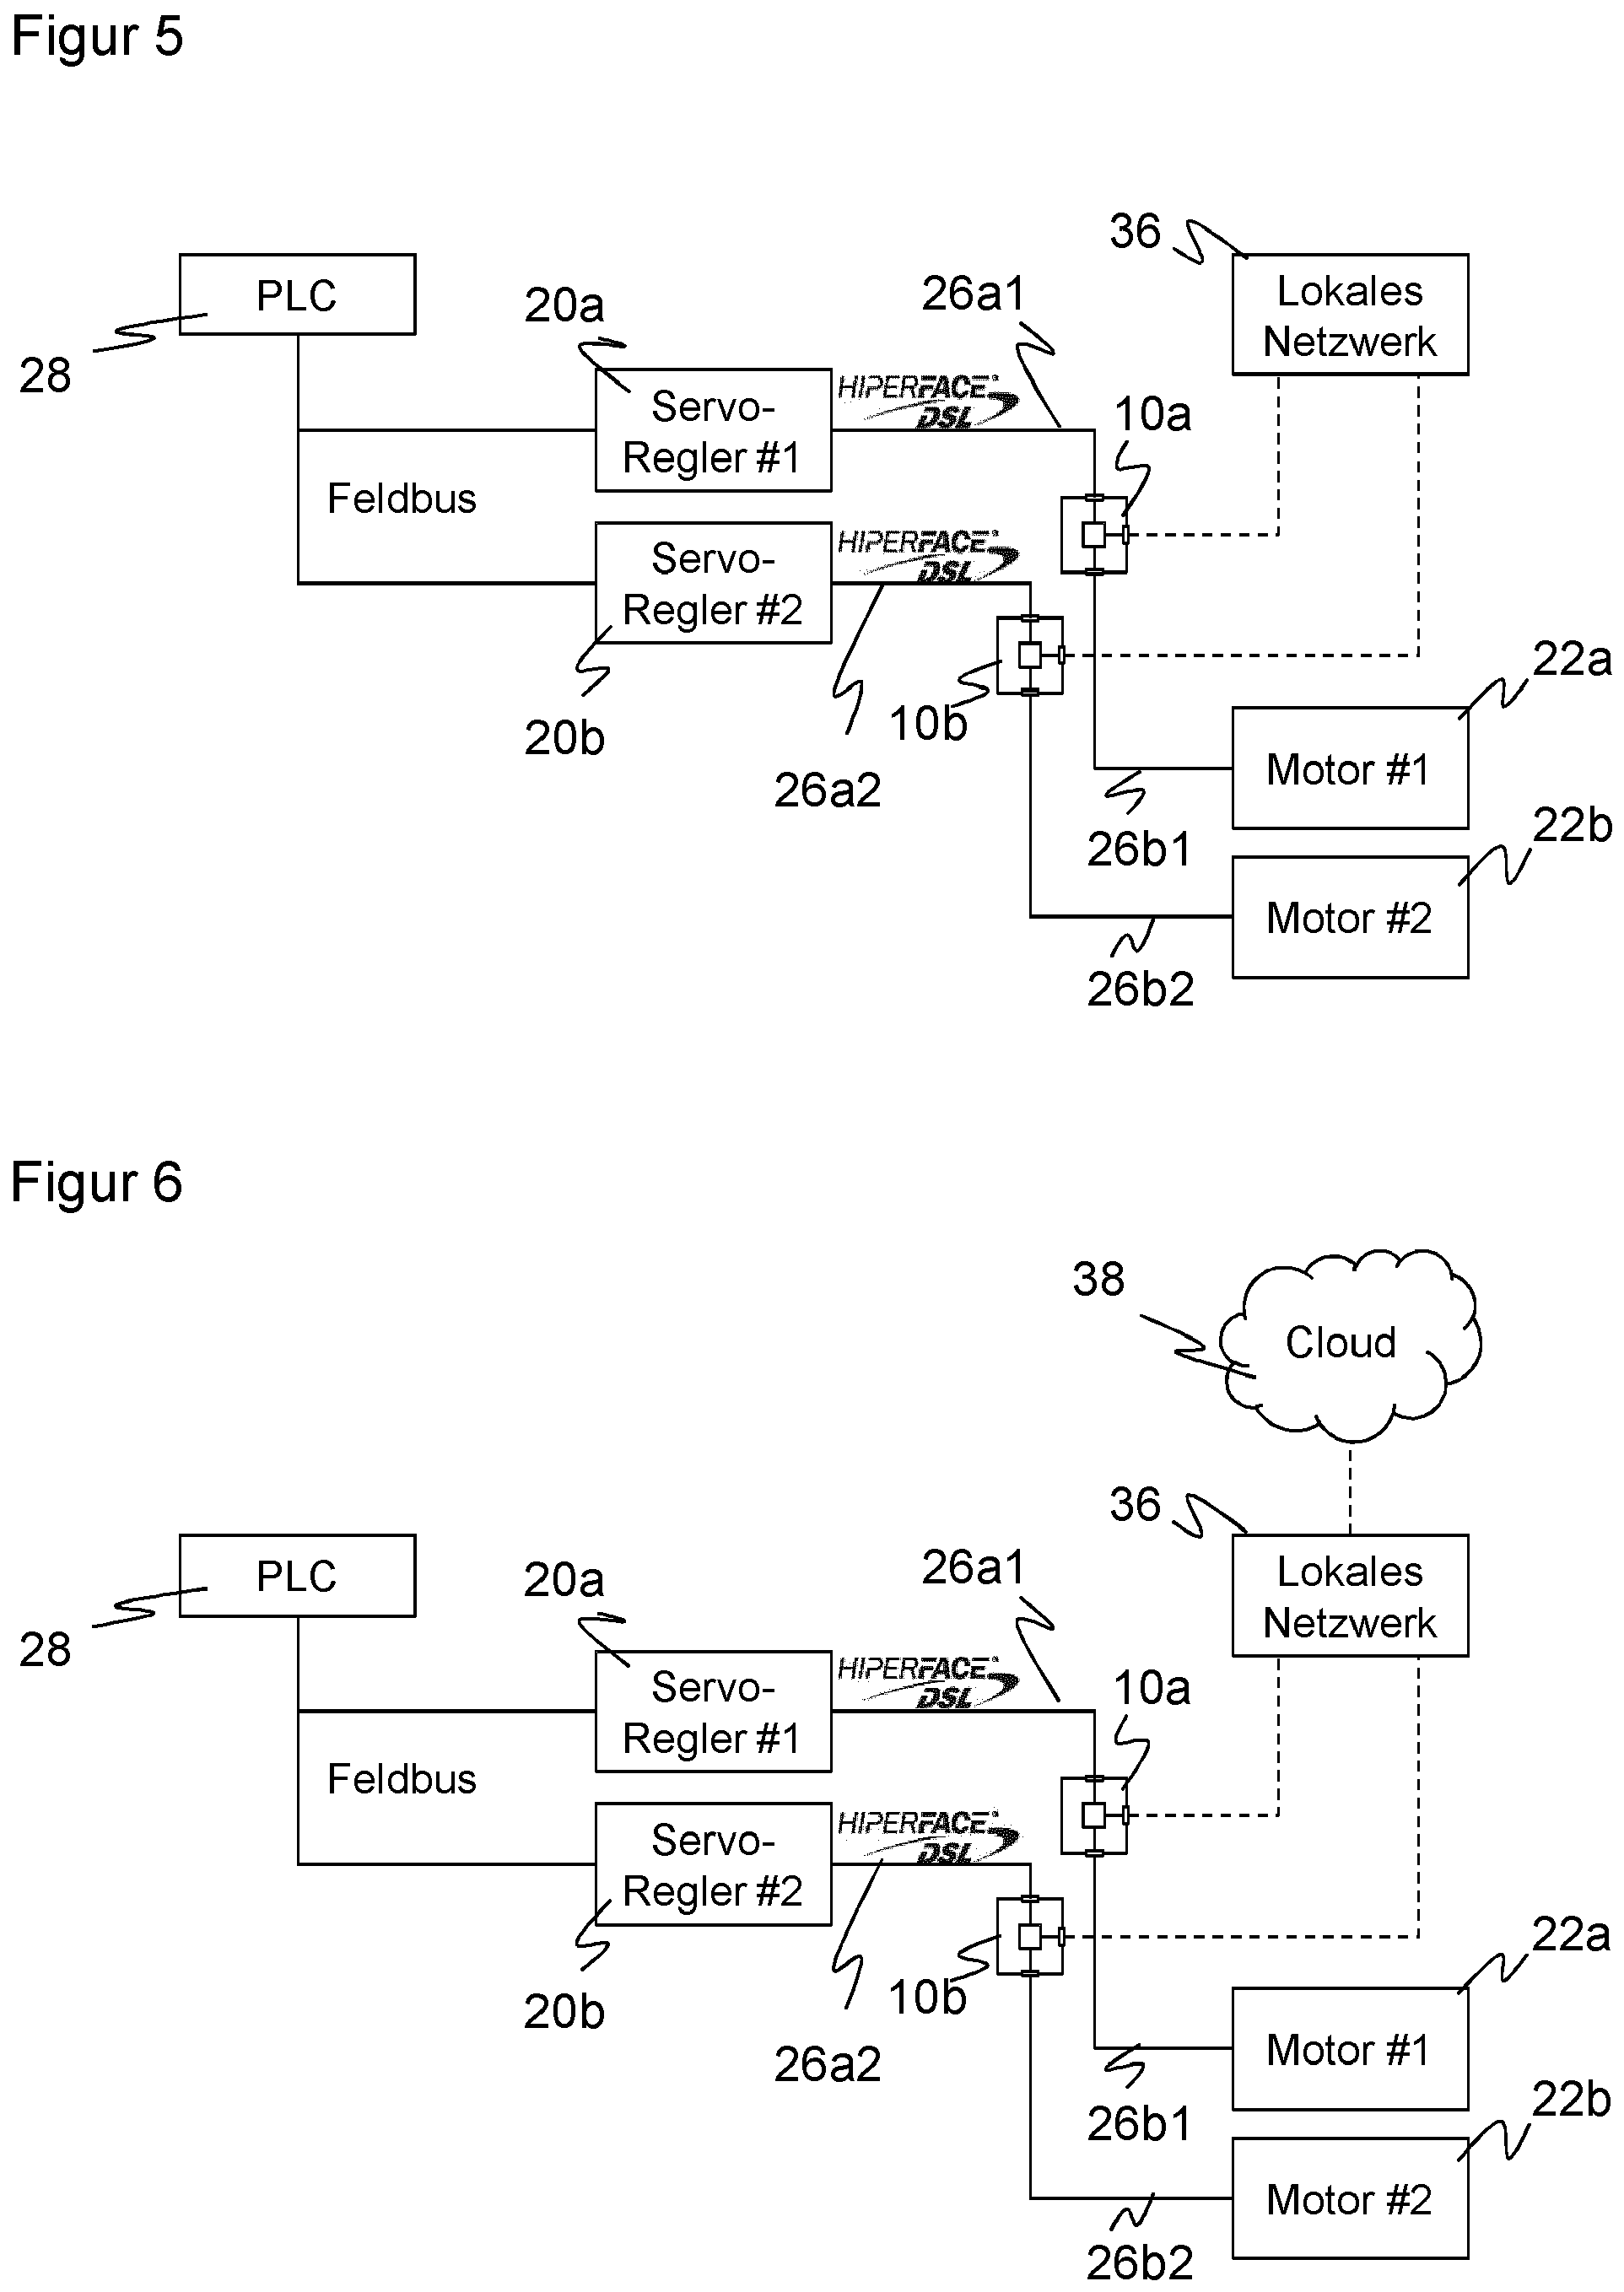 Figur 5
36
PLC
28
20a
26a1
Lokales
Netzwerk
Servo-
Regler #1
HIPERFACE
DSL
10a
Feldbus
Servo-
Regler #2
HIPERFACE
DSL
20b
26a2
10b
22a
Motor #1
26b1
22b
Motor #2
26b2
Figur 6
38
Cloud
36
PLC
28
20a
26a1
Lokales
Netzwerk
Servo-
Regler #1
HIPERFACE
DSL
10a
Feldbus
Servo-
Regler #2
HIPERFACE
DSL
20b
26a2
10b
22a
Motor #1
26b1
22b
Motor #2
26b2